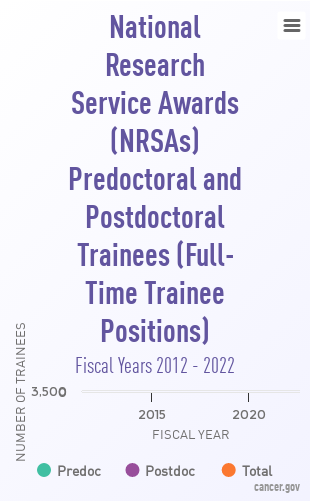 National
Research
Service Awards
(NRSAs)
Predoctoral and
Postdoctoral
Trainees (Full-
Time Trainee
Positions)
Fiscal Years 2012 - 2022
NUMBER OF TRAINEES
3,500
0
2015
2020
FISCAL YEAR
Predoc
Postdoc
Total
cancer.gov